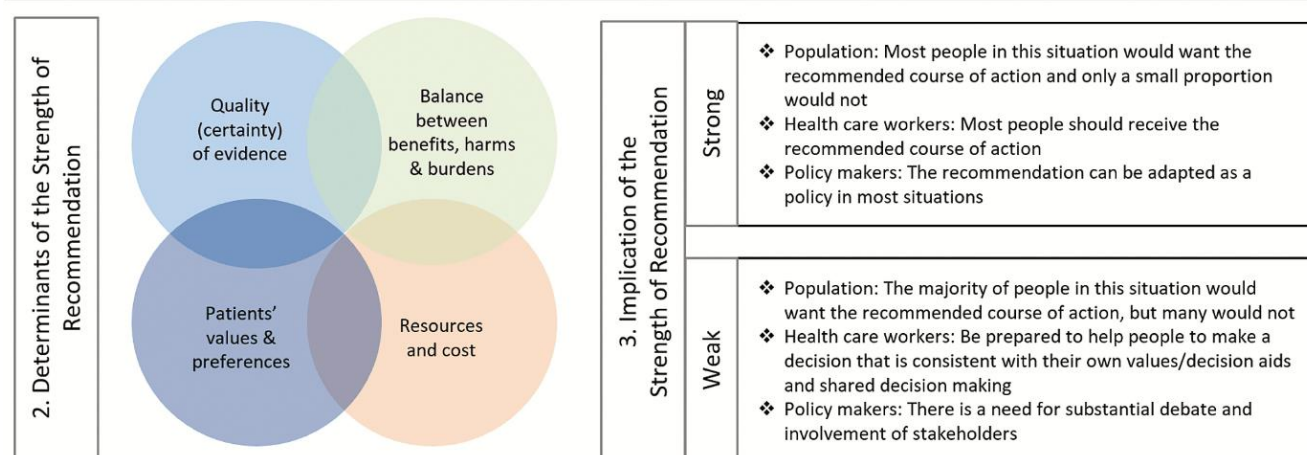 2. Determinants of the Strength of
Recommendation
Quality
(certainty)
of evidence
Balance
between
benefits, harms
& burdens
Patients’
values &
preferences
Resources
and cost
3. Implication of the
Strength of Recommendation
Strong
❖ Population: Most people in this situation would want the
recommended course of action and only a small proportion
would not
❖ Health care workers: Most people should receive the
recommended course of action
❖ Policy makers: The recommendation can be adapted as a
policy in most situations
Weak
❖ Population: The majority of people in this situation would
want the recommended course of action, but many would not
❖ Health care workers: Be prepared to help people to make a
decision that is consistent with their own values/decision aids
and shared decision making
❖ Policy makers: There is a need for substantial debate and
involvement of stakeholders